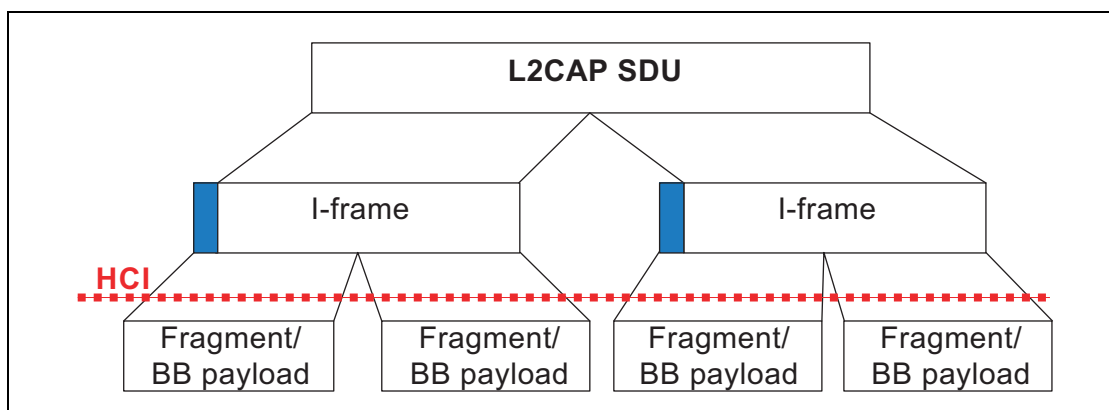 L2CAP SDU
I-frame
I-frame
HCI
Fragment/
BB payload
Fragment/
BB payload
Fragment/
BB payload
Fragment/
BB payload